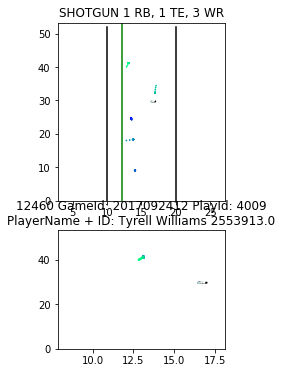 SHOTGUN 1 RB, 1 TE, 3 WR
50
40
30
20
10
0
5 10 15 20 25
12460 GameId: 2017092412 PlayId: 4009
PlayerName + ID: Tyrell Williams 2553913.0
40
20
0
10.0 12.5 15.0 17.5